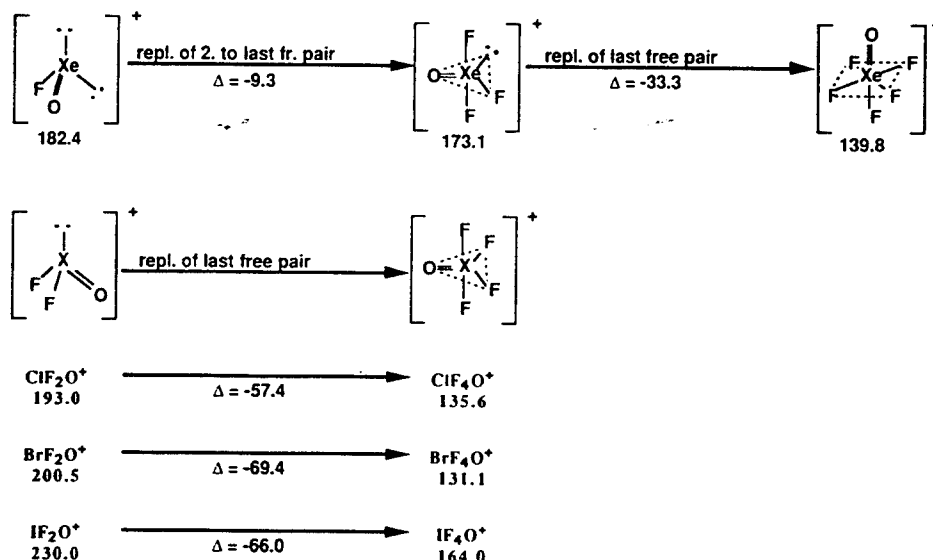 + + +
repl. of 2. to last fr. pair repl. of last free pair
Δ = -9.3 Δ = -33.3
Xe F O
O Xe F F F
O Xe F F F F F
182.4 173.1 139.8
+ +
repl. of last free pair
X F F O
O X F F F F
ClF₂O⁺ Δ = -57.4 ClF₄O⁺
193.0 135.6
BrF₂O⁺ Δ = -69.4 BrF₄O⁺
200.5 131.1
IF₂O⁺ Δ = -66.0 IF₄O⁺
230.0 164.0